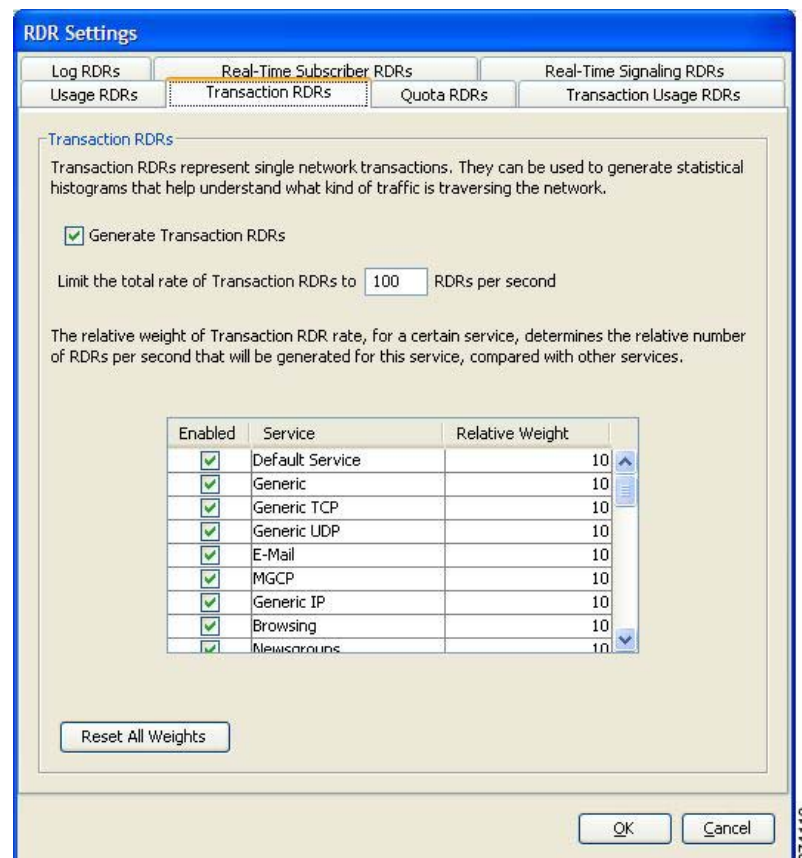 RDR Settings
Log RDRs Real-Time Subscriber RDRs Real-Time Signaling RDRs
Usage RDRs Transaction RDRs Quota RDRs Transaction Usage RDRs
Transaction RDRs
Transaction RDRs represent single network transactions. They can be used to generate statistical
histograms that help understand what kind of traffic is traversing the network.
Generate Transaction RDRs
Limit the total rate of Transaction RDRs to 100 RDRs per second
The relative weight of Transaction RDR rate, for a certain service, determines the relative number
of RDRs per second that will be generated for this service, compared with other services.
Enabled Service Relative Weight
Default Service 10
Generic 10
Generic TCP 10
Generic UDP 10
E-Mail 10
MGCP 10
Generic IP 10
Browsing 10
Newsgroups 10
Reset All Weights
OK Cancel